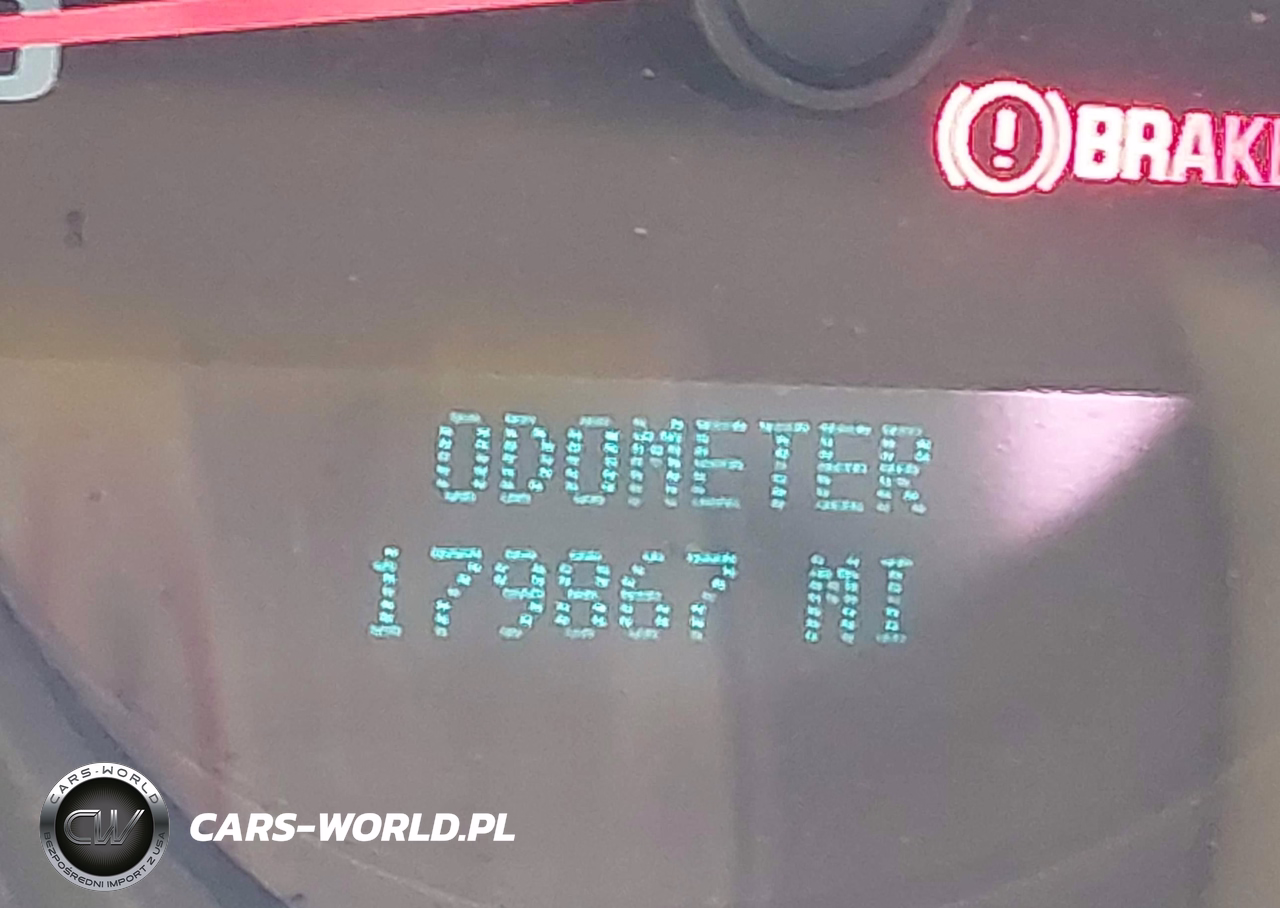 BRAKE
ODOMETER
179867 MI
CARS-WORLD
CW
BEZPOŚREDNI IMPORT Z USA
CARS-WORLD.PL